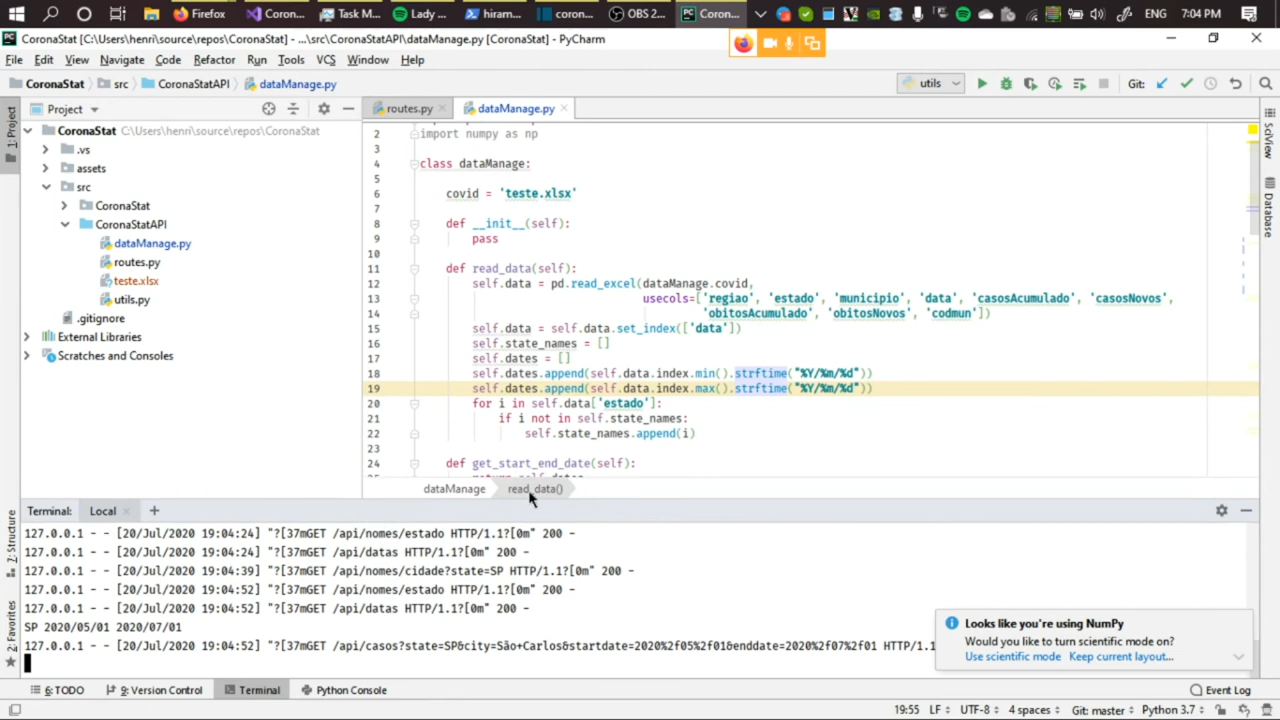 Firefox
Coron...
Task M...
Lady ...
hiram...
coron...
OBS 2...
Coron...
ENG
7:04 PM
CoronaStat [C:\Users\henri\source\repos\CoronaStat] - ...\src\CoronaStatAPI\dataManage.py [CoronaStat] - PyCharm
File Edit View Navigate Code Refactor Run Tools VCS Window Help
CoronaStat src CoronaStatAPI dataManage.py
utils
Git:
Project
routes.py
dataManage.py
CoronaStat C:\Users\henri\source\repos\CoronaStat
.vs
assets
src
CoronaStat
CoronaStatAPI
dataManage.py
routes.py
teste.xlsx
utils.py
.gitignore
External Libraries
Scratches and Consoles
1: Project
7: Structure
2: Favorites
2 import numpy as np
3
4 class dataManage:
5
6 covid = 'teste.xlsx'
7
8 def __init__(self):
9 pass
10
11 def read_data(self):
12 self.data = pd.read_excel(dataManage.covid,
13 usecols=['regiao', 'estado', 'municipio', 'data', 'casosAcumulado', 'casosNovos',
14 'obitosAcumulado', 'obitosNovos', 'codmun'])
15 self.data = self.data.set_index(['data'])
16 self.state_names = []
17 self.dates = []
18 self.dates.append(self.data.index.min().strftime("%Y/%m/%d"))
19 self.dates.append(self.data.index.max().strftime("%Y/%m/%d"))
20 for i in self.data['estado']:
21 if i not in self.state_names:
22 self.state_names.append(i)
23
24 def get_start_end_date(self):
25 return self.dates
SciView
Database
dataManage read_data()
Terminal: Local +
127.0.0.1 - - [20/Jul/2020 19:04:24] "?[37mGET /api/nomes/estado HTTP/1.1?[0m" 200 -
127.0.0.1 - - [20/Jul/2020 19:04:24] "?[37mGET /api/datas HTTP/1.1?[0m" 200 -
127.0.0.1 - - [20/Jul/2020 19:04:39] "?[37mGET /api/nomes/cidade?state=SP HTTP/1.1?[0m" 200 -
127.0.0.1 - - [20/Jul/2020 19:04:52] "?[37mGET /api/nomes/estado HTTP/1.1?[0m" 200 -
127.0.0.1 - - [20/Jul/2020 19:04:52] "?[37mGET /api/datas HTTP/1.1?[0m" 200 -
SP 2020/05/01 2020/07/01
127.0.0.1 - - [20/Jul/2020 19:04:52] "?[37mGET /api/casos?state=SP&city=São+Carlos&startdate=2020%2f05%2f01&enddate=2020%2f07%2f01 HTTP/1.1
Looks like you're using NumPy
Would you like to turn scientific mode on?
Use scientific mode Keep current layout...
6: TODO 9: Version Control Terminal Python Console Event Log
19:55 LF UTF-8 4 spaces Git: master Python 3.7